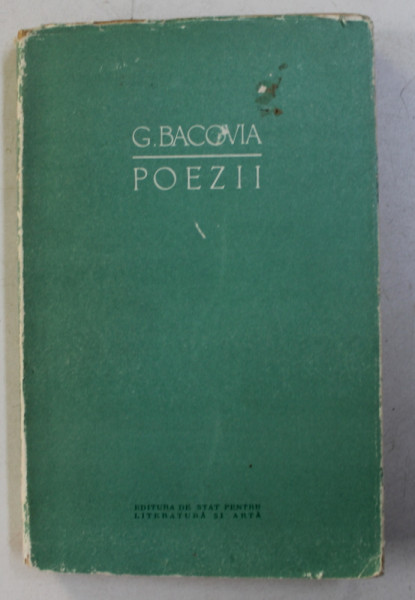 G. BACOVIA
POEZII
EDITURA DE STAT PENTRU
LITERATURĂ ȘI ARTĂ